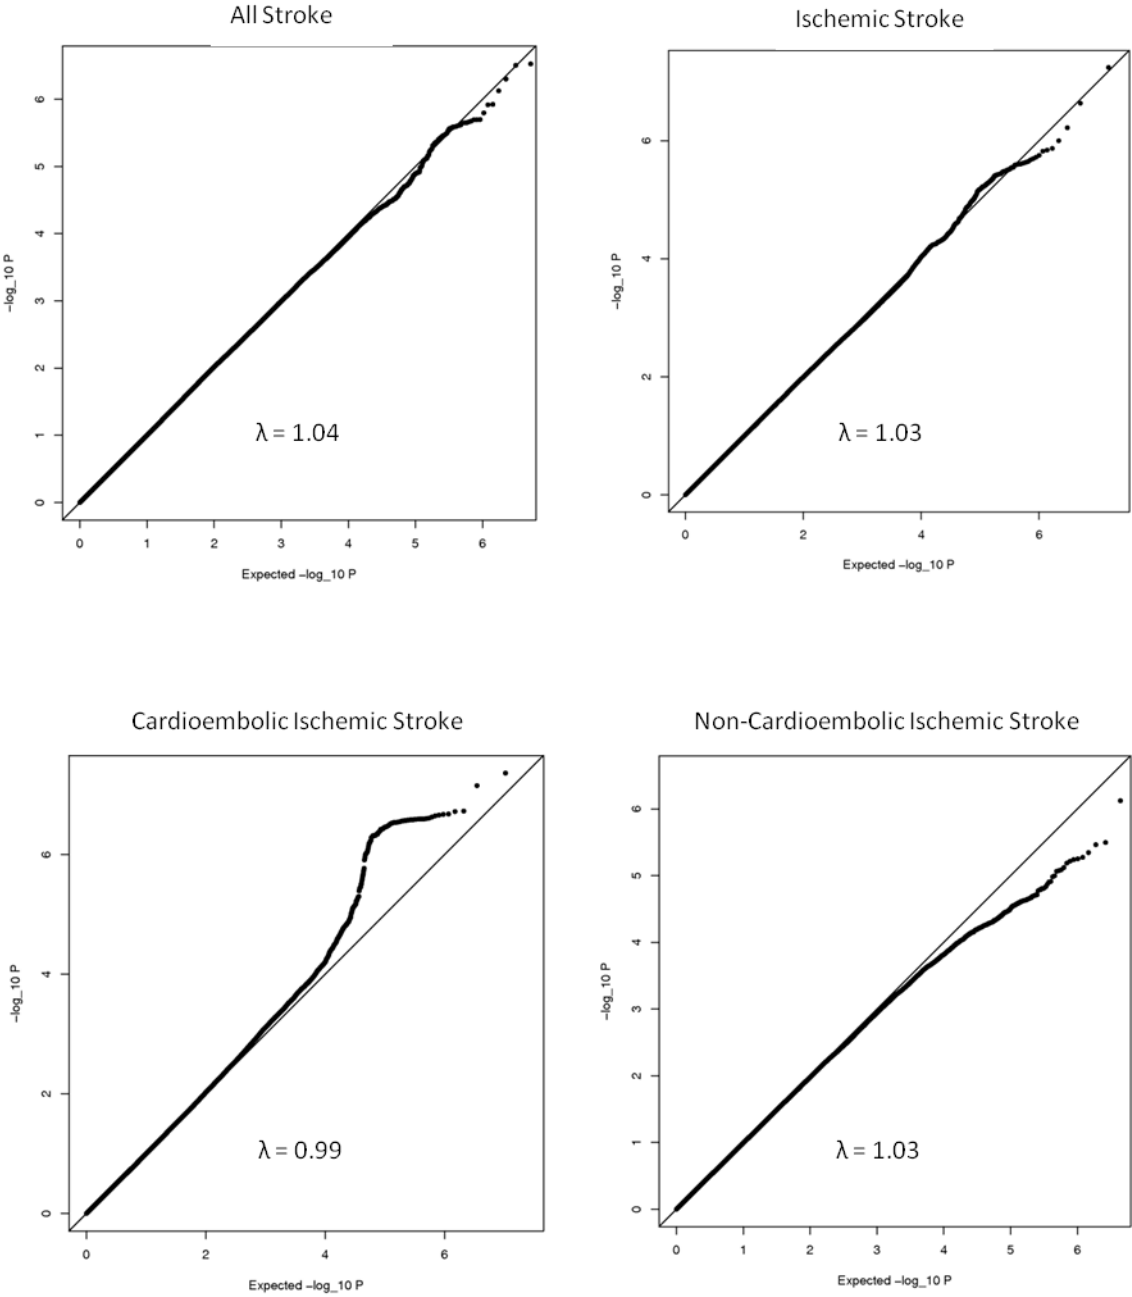 All Stroke
6
5
4
3
2
1
0
−log_10 P
λ = 1.04
0 1 2 3 4 5 6
Expected −log_10 P
Ischemic Stroke
6
4
2
0
−log_10 P
λ = 1.03
0 2 4 6
Expected −log_10 P
Cardioembolic Ischemic Stroke
6
4
2
0
−log_10 P
λ = 0.99
0 2 4 6
Expected −log_10 P
Non-Cardioembolic Ischemic Stroke
6
5
4
3
2
1
0
−log_10 P
λ = 1.03
0 1 2 3 4 5 6
Expected −log_10 P